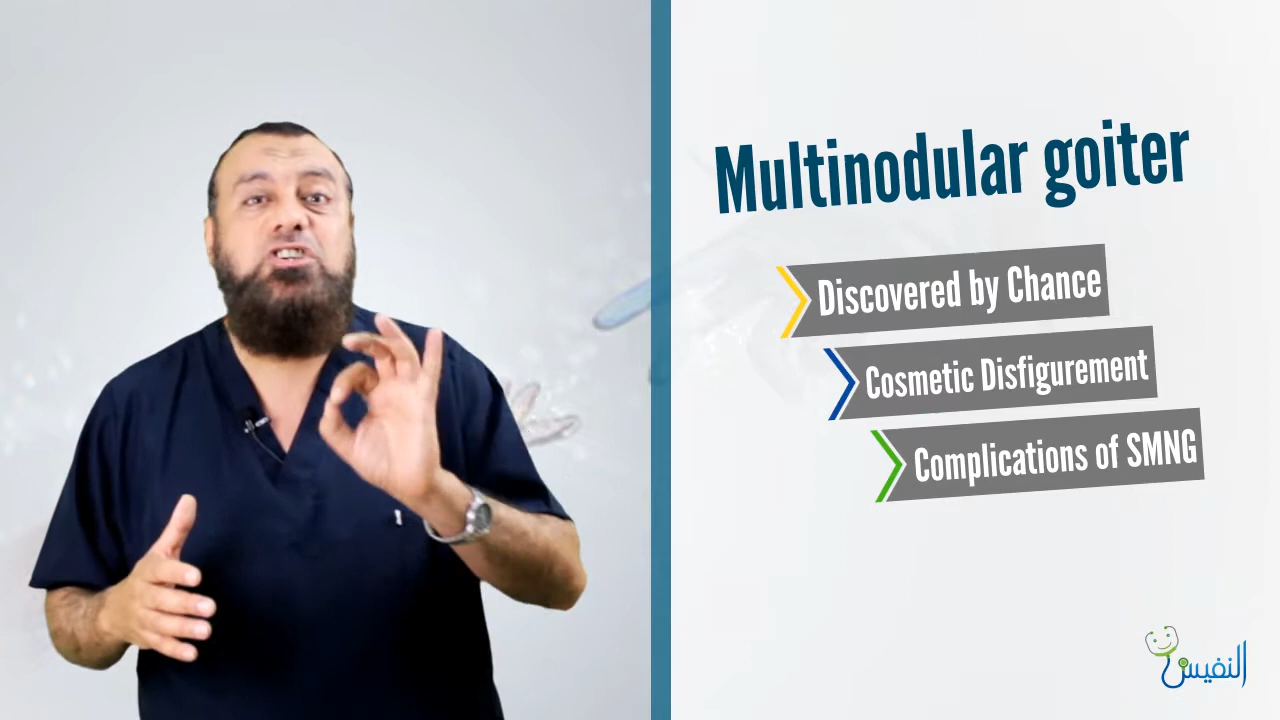 Multinodular goiter
Discovered by Chance
Cosmetic Disfigurement
Complications of SMNG
النفيس